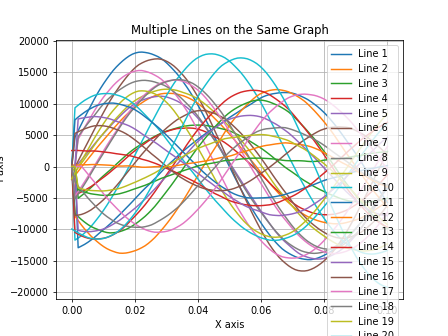 Multiple Lines on the Same Graph
20000
15000
10000
5000
0
−5000
−10000
−15000
−20000
0.00
0.02
0.04
0.06
X axis
Line 1
Line 2
Line 3
Line 4
Line 5
Line 6
Line 7
Line 8
Line 9
Line 10
Line 11
Line 12
Line 13
Line 14
Line 15
Line 16
Line 17
Line 18
Line 19
Line 20